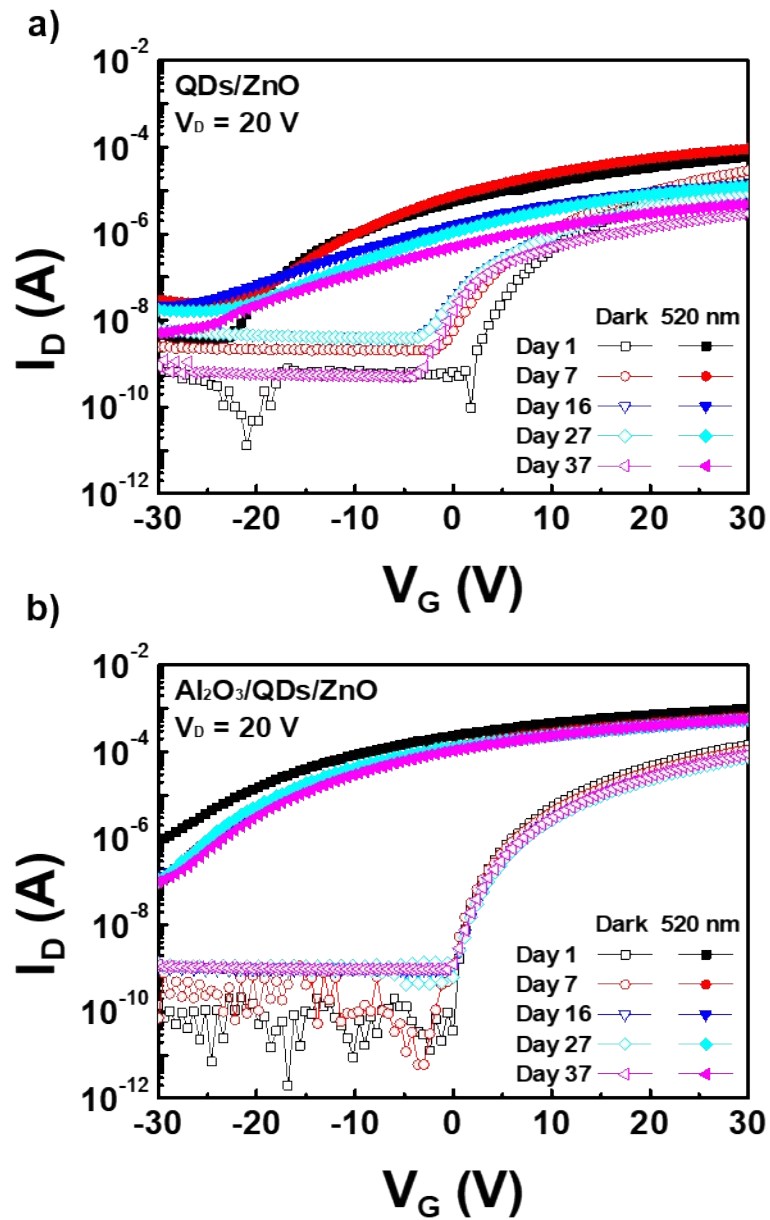 a)
10⁻²
QDs/ZnO
V_D = 20 V
10⁻⁴
10⁻⁶
I_D (A)
10⁻⁸
Dark 520 nm
Day 1
Day 7
10⁻¹⁰
Day 16
Day 27
Day 37
10⁻¹²
-30 -20 -10 0 10 20 30
V_G (V)
b)
10⁻²
Al₂O₃/QDs/ZnO
V_D = 20 V
10⁻⁴
10⁻⁶
I_D (A)
10⁻⁸
Dark 520 nm
Day 1
Day 7
10⁻¹⁰
Day 16
Day 27
Day 37
10⁻¹²
-30 -20 -10 0 10 20 30
V_G (V)